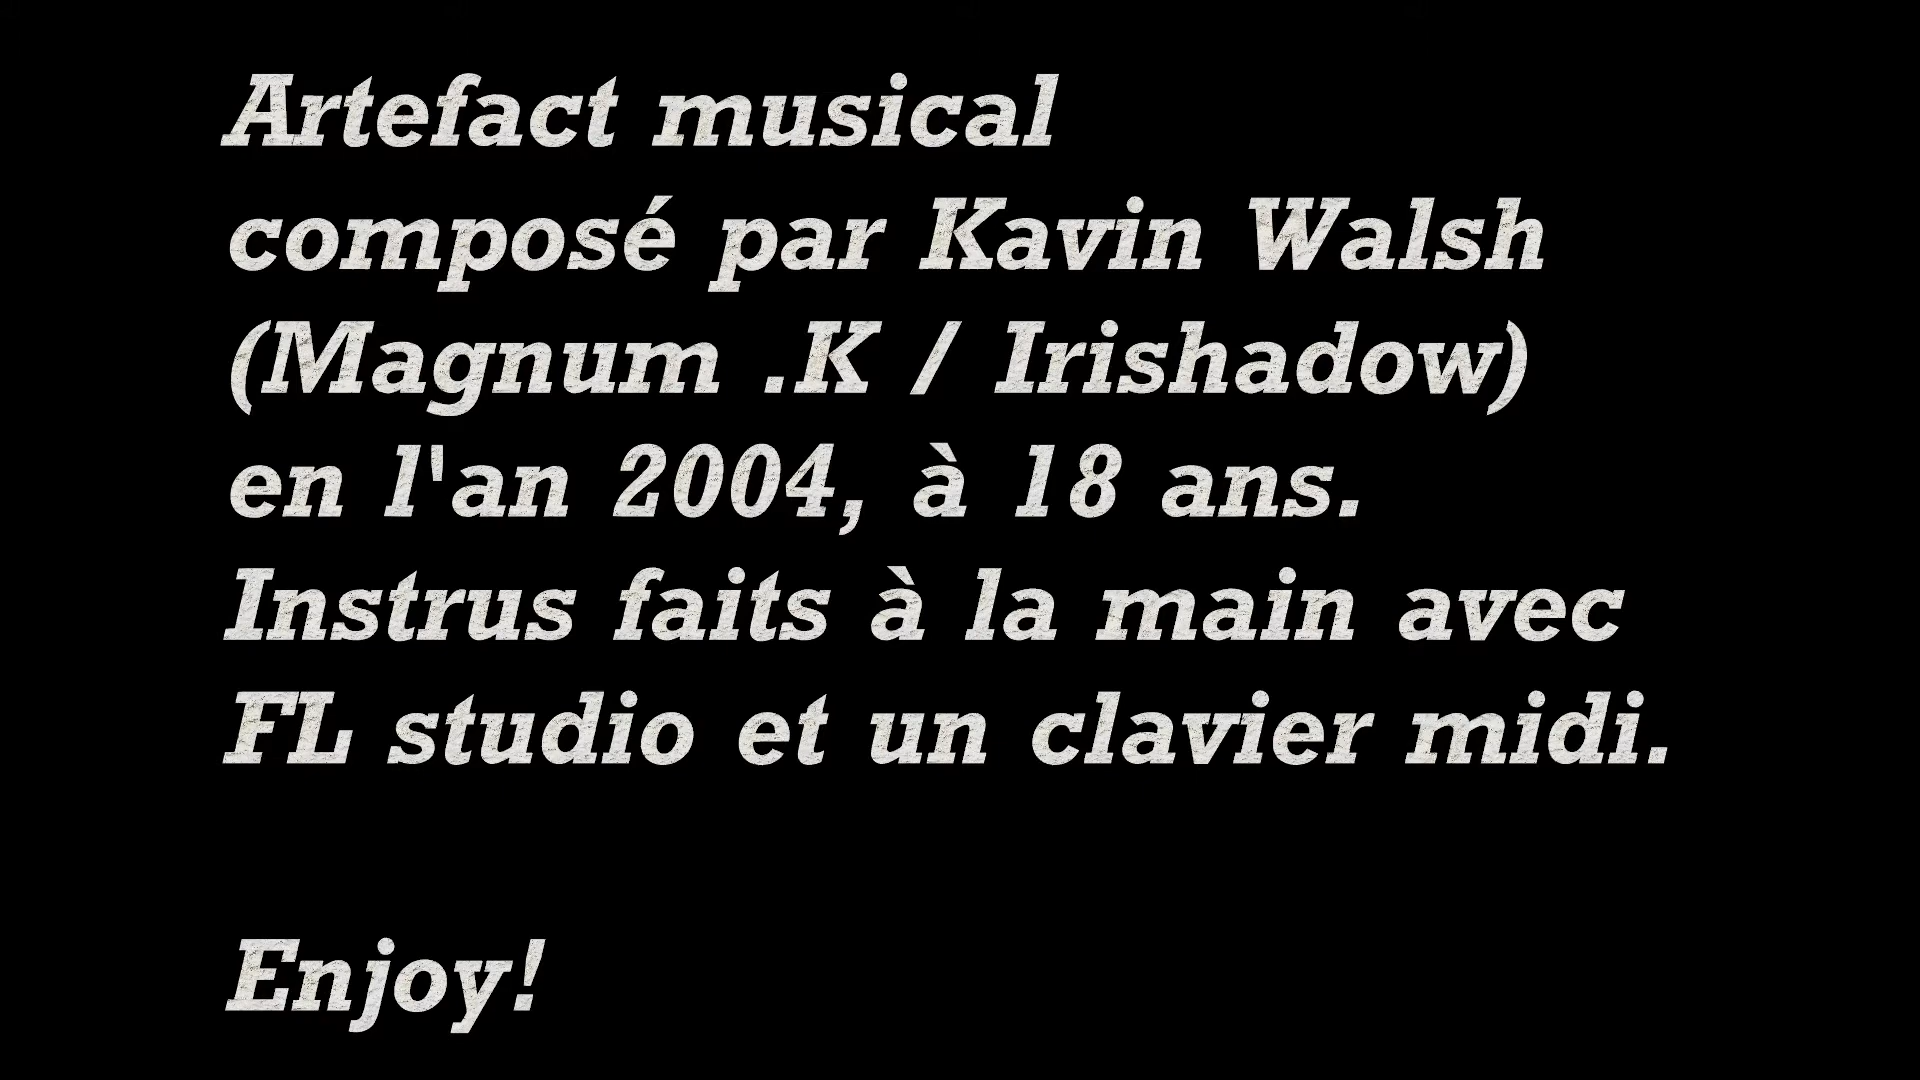 Artefact musical
composé par Kavin Walsh
(Magnum .K / Irishadow)
en l'an 2004, à 18 ans.
Instrus faits à la main avec
FL studio et un clavier midi.
Enjoy!